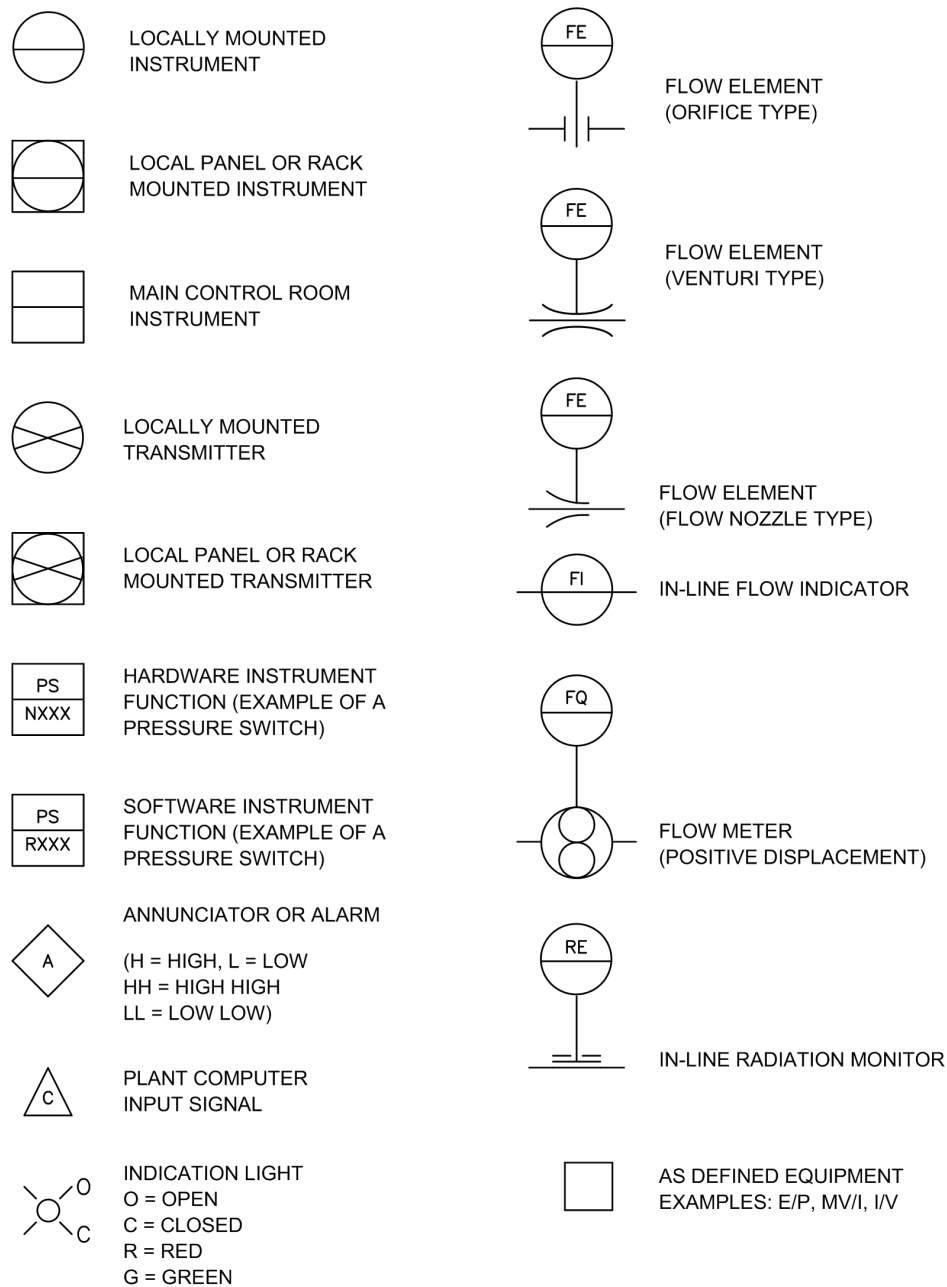 LOCALLY MOUNTED
INSTRUMENT
LOCAL PANEL OR RACK
MOUNTED INSTRUMENT
MAIN CONTROL ROOM
INSTRUMENT
LOCALLY MOUNTED
TRANSMITTER
LOCAL PANEL OR RACK
MOUNTED TRANSMITTER
PS
NXXX
HARDWARE INSTRUMENT
FUNCTION (EXAMPLE OF A
PRESSURE SWITCH)
PS
RXXX
SOFTWARE INSTRUMENT
FUNCTION (EXAMPLE OF A
PRESSURE SWITCH)
A
ANNUNCIATOR OR ALARM
(H = HIGH, L = LOW
HH = HIGH HIGH
LL = LOW LOW)
C
PLANT COMPUTER
INPUT SIGNAL
O
C
INDICATION LIGHT
O = OPEN
C = CLOSED
R = RED
G = GREEN
FE
FLOW ELEMENT
(ORIFICE TYPE)
FE
FLOW ELEMENT
(VENTURI TYPE)
FE
FLOW ELEMENT
(FLOW NOZZLE TYPE)
FI
IN-LINE FLOW INDICATOR
FQ
FLOW METER
(POSITIVE DISPLACEMENT)
RE
IN-LINE RADIATION MONITOR
AS DEFINED EQUIPMENT
EXAMPLES: E/P, MV/I, I/V